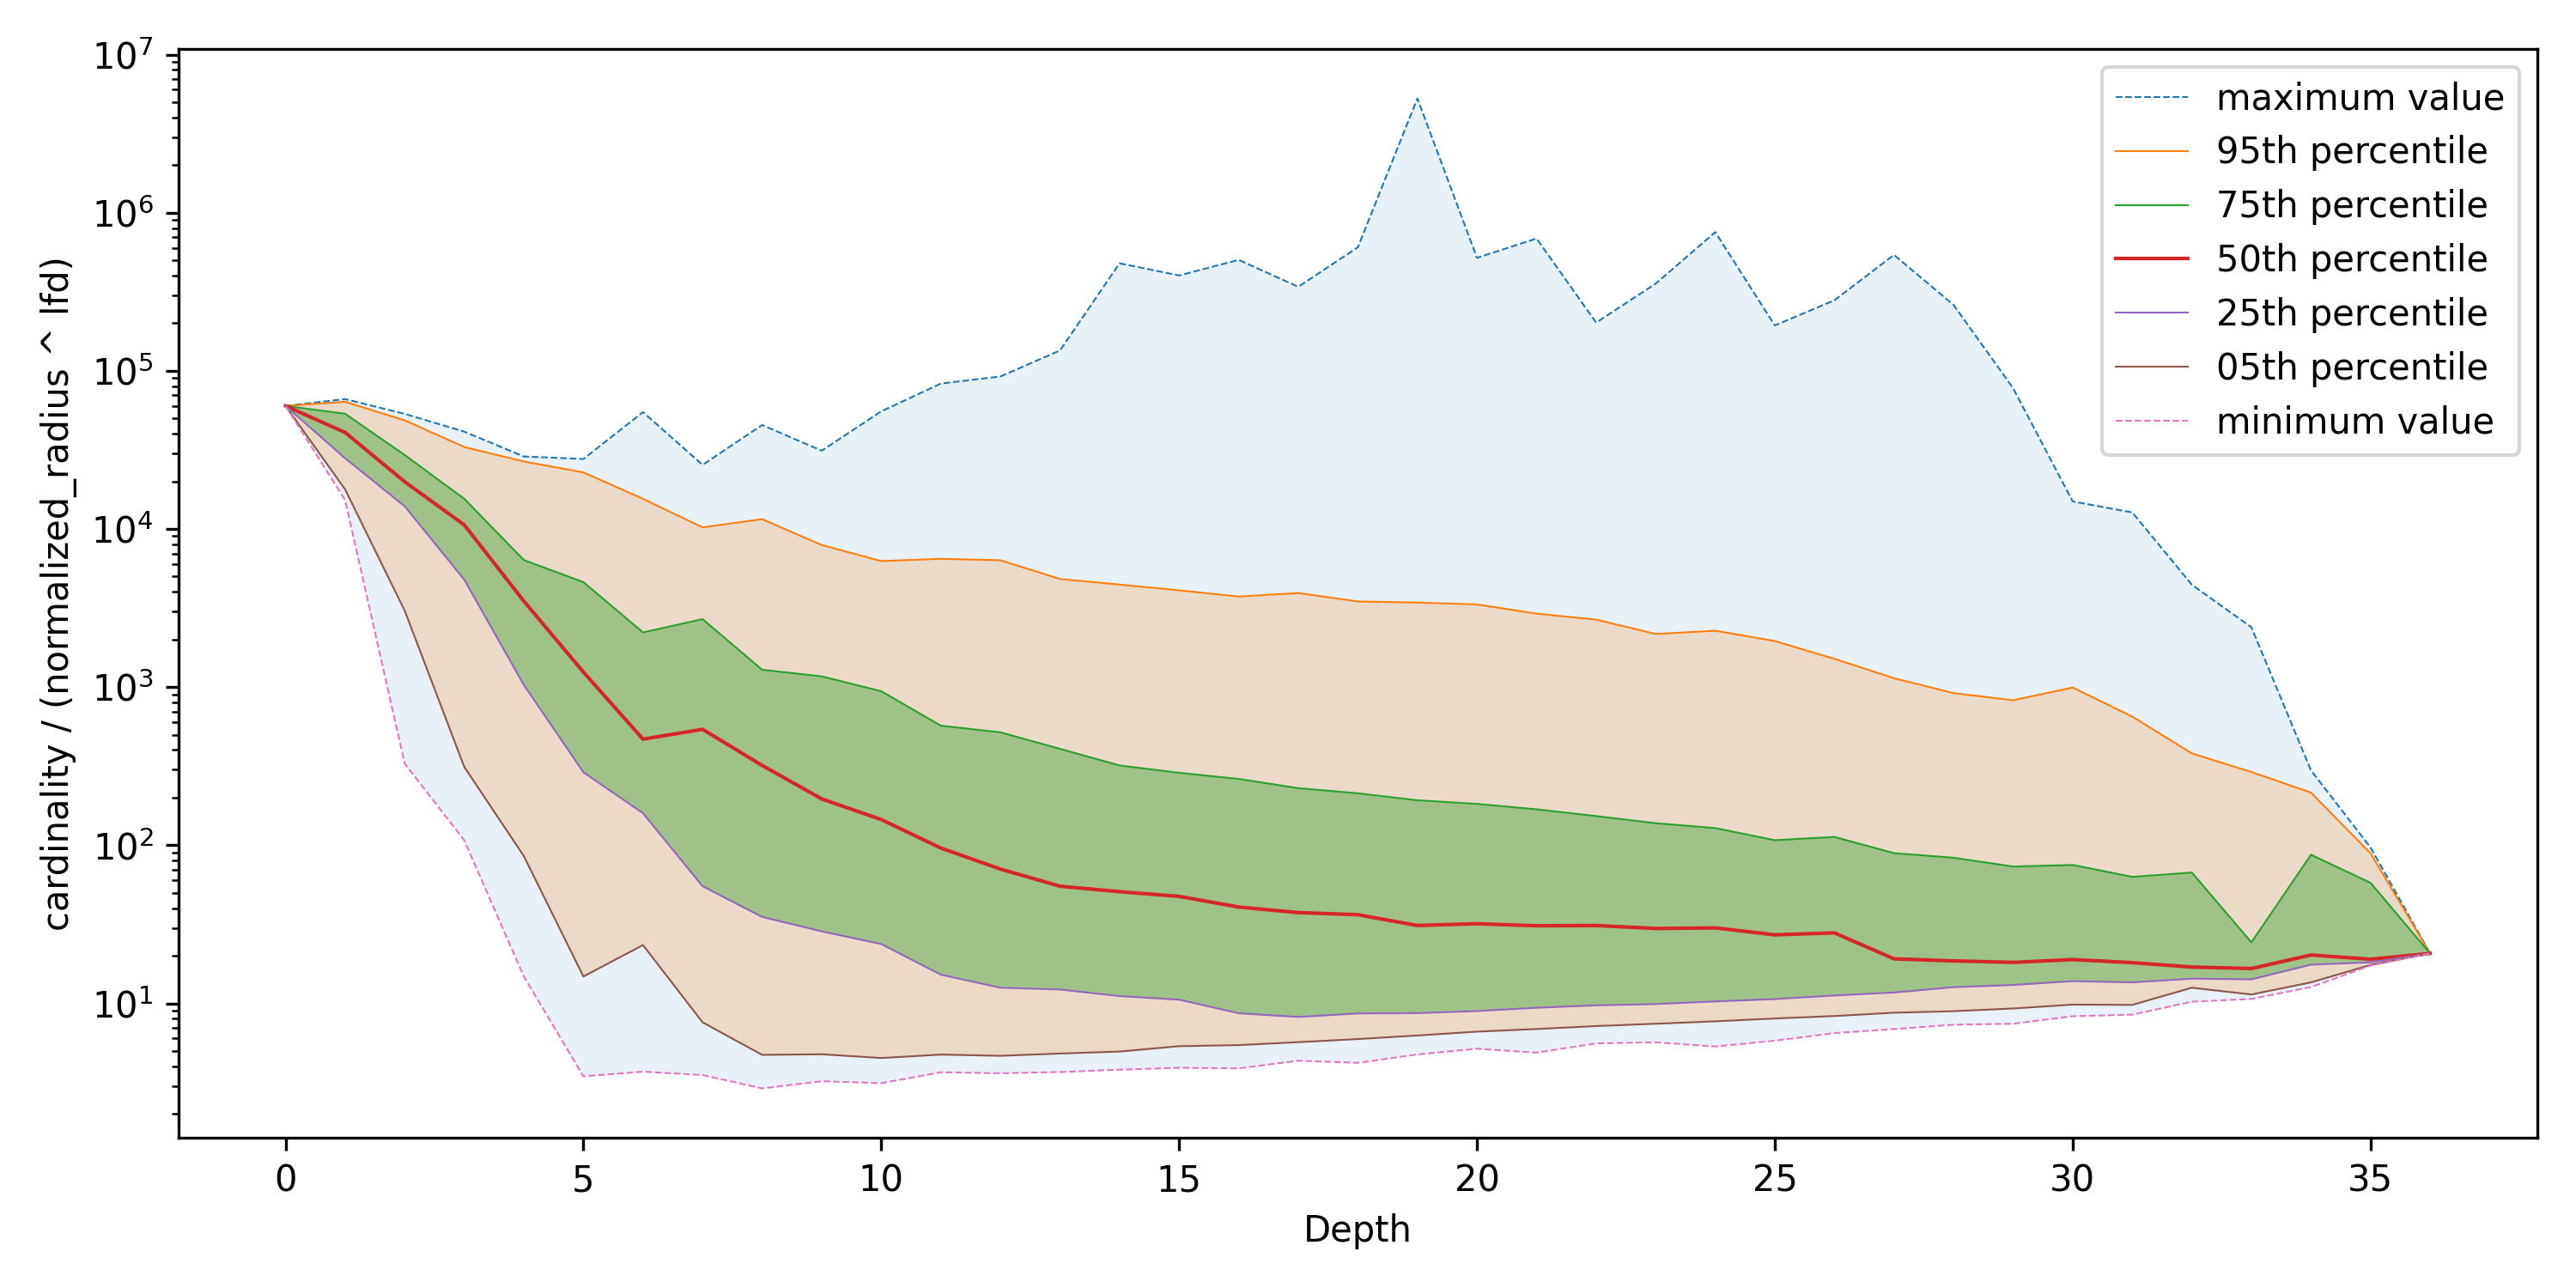 cardinality / (normalized_radius ^ lfd)
10^7
10^6
10^5
10^4
10^3
10^2
10^1
maximum value
95th percentile
75th percentile
50th percentile
25th percentile
05th percentile
minimum value
0 5 10 15 20 25 30 35
Depth